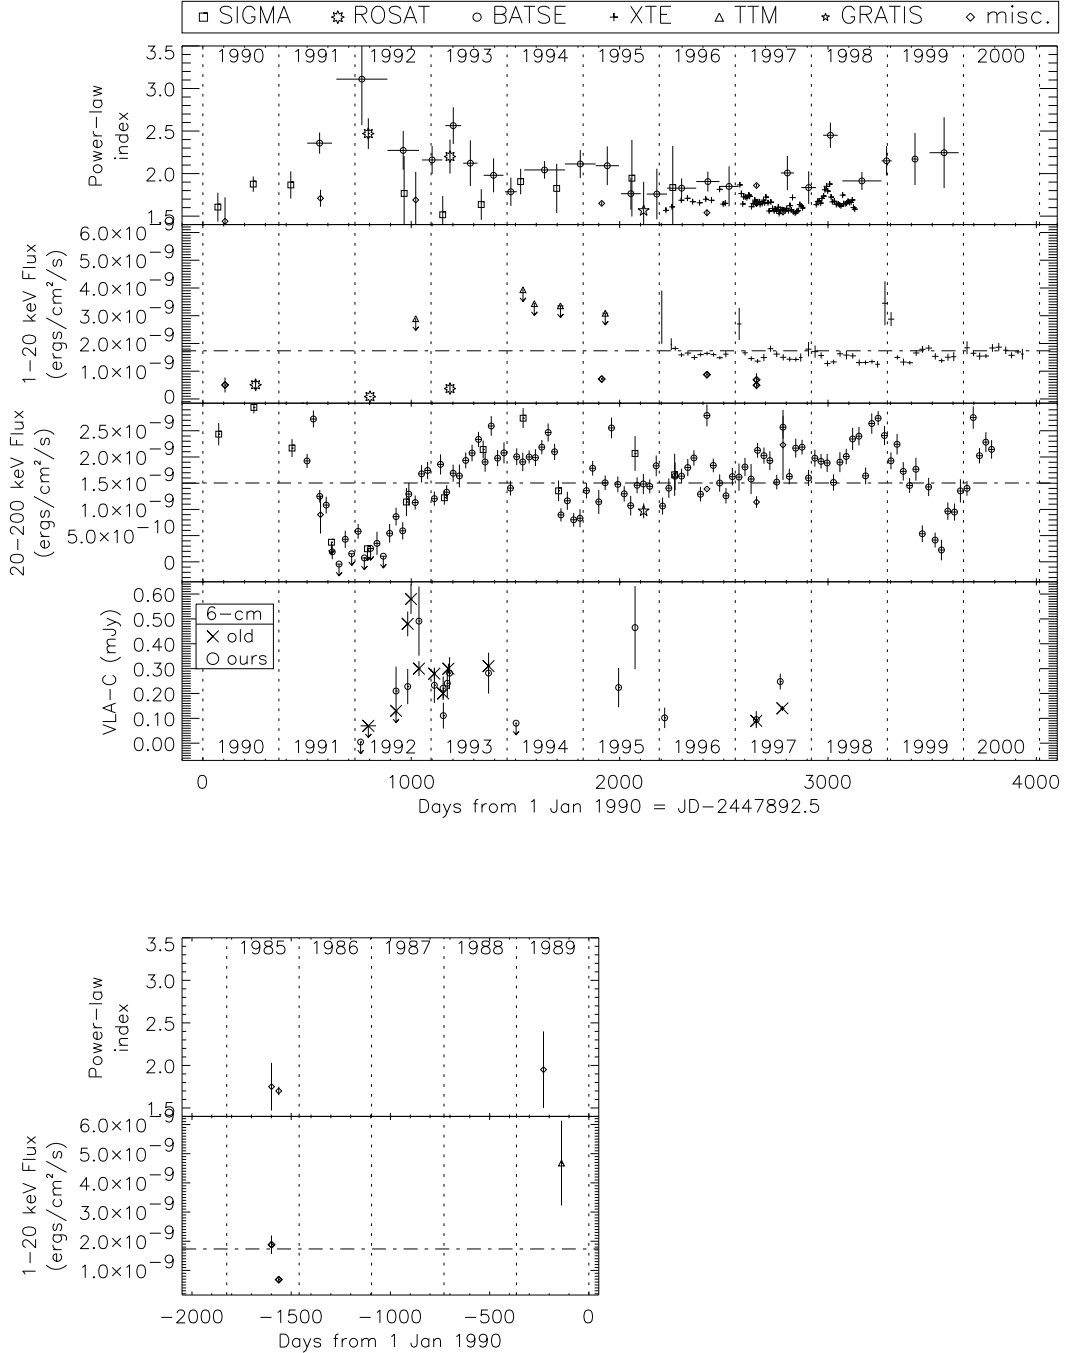 SIGMA ROSAT BATSE XTE TTM GRATIS misc.
1990 1991 1992 1993 1994 1995 1996 1997 1998 1999 2000
Power-law index
3.5
3.0
2.5
2.0
1.5
1-20 keV Flux (ergs/cm²/s)
6.0×10⁻⁹
5.0×10⁻⁹
4.0×10⁻⁹
3.0×10⁻⁹
2.0×10⁻⁹
1.0×10⁻⁹
0
20-200 keV Flux (ergs/cm²/s)
2.5×10⁻⁹
2.0×10⁻⁹
1.5×10⁻⁹
1.0×10⁻⁹
5.0×10⁻¹⁰
0
VLA-C (mJy)
0.60
0.50
0.40
0.30
0.20
0.10
0.00
6-cm
old
ours
1990 1991 1992 1993 1994 1995 1996 1997 1998 1999 2000
0 1000 2000 3000 4000
Days from 1 Jan 1990 = JD-2447892.5
1985 1986 1987 1988 1989
Power-law index
3.5
3.0
2.5
2.0
1.5
1-20 keV Flux (ergs/cm²/s)
6.0×10⁻⁹
5.0×10⁻⁹
4.0×10⁻⁹
3.0×10⁻⁹
2.0×10⁻⁹
1.0×10⁻⁹
-2000 -1500 -1000 -500 0
Days from 1 Jan 1990